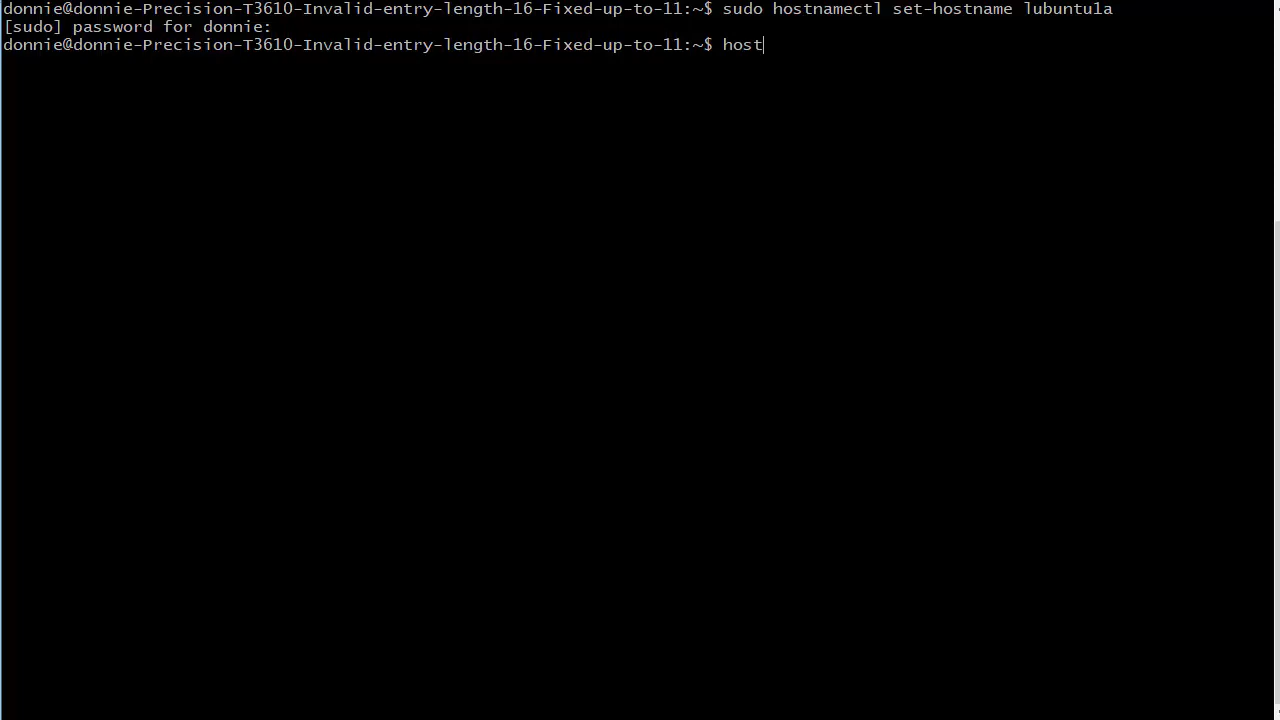 donnie@donnie-Precision-T3610-Invalid-entry-length-16-Fixed-up-to-11:~$ sudo hostnamectl set-hostname lubuntu1a
[sudo] password for donnie:
donnie@donnie-Precision-T3610-Invalid-entry-length-16-Fixed-up-to-11:~$ host